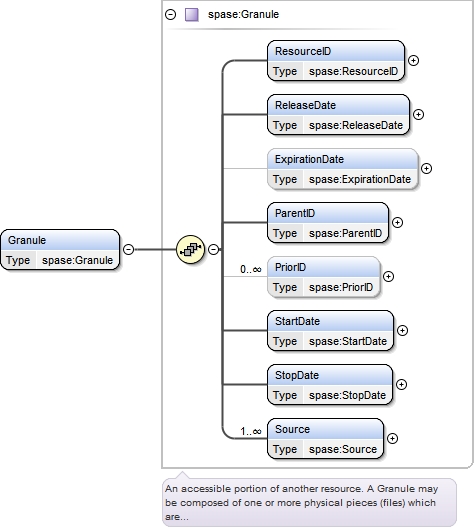 spase:Granule
ResourceID
Type spase:ResourceID
ReleaseDate
Type spase:ReleaseDate
ExpirationDate
Type spase:ExpirationDate
ParentID
Type spase:ParentID
Granule
Type spase:Granule
0..∞
PriorID
Type spase:PriorID
StartDate
Type spase:StartDate
StopDate
Type spase:StopDate
1..∞
Source
Type spase:Source
An accessible portion of another resource. A Granule may
be composed of one or more physical pieces (files) which
are...